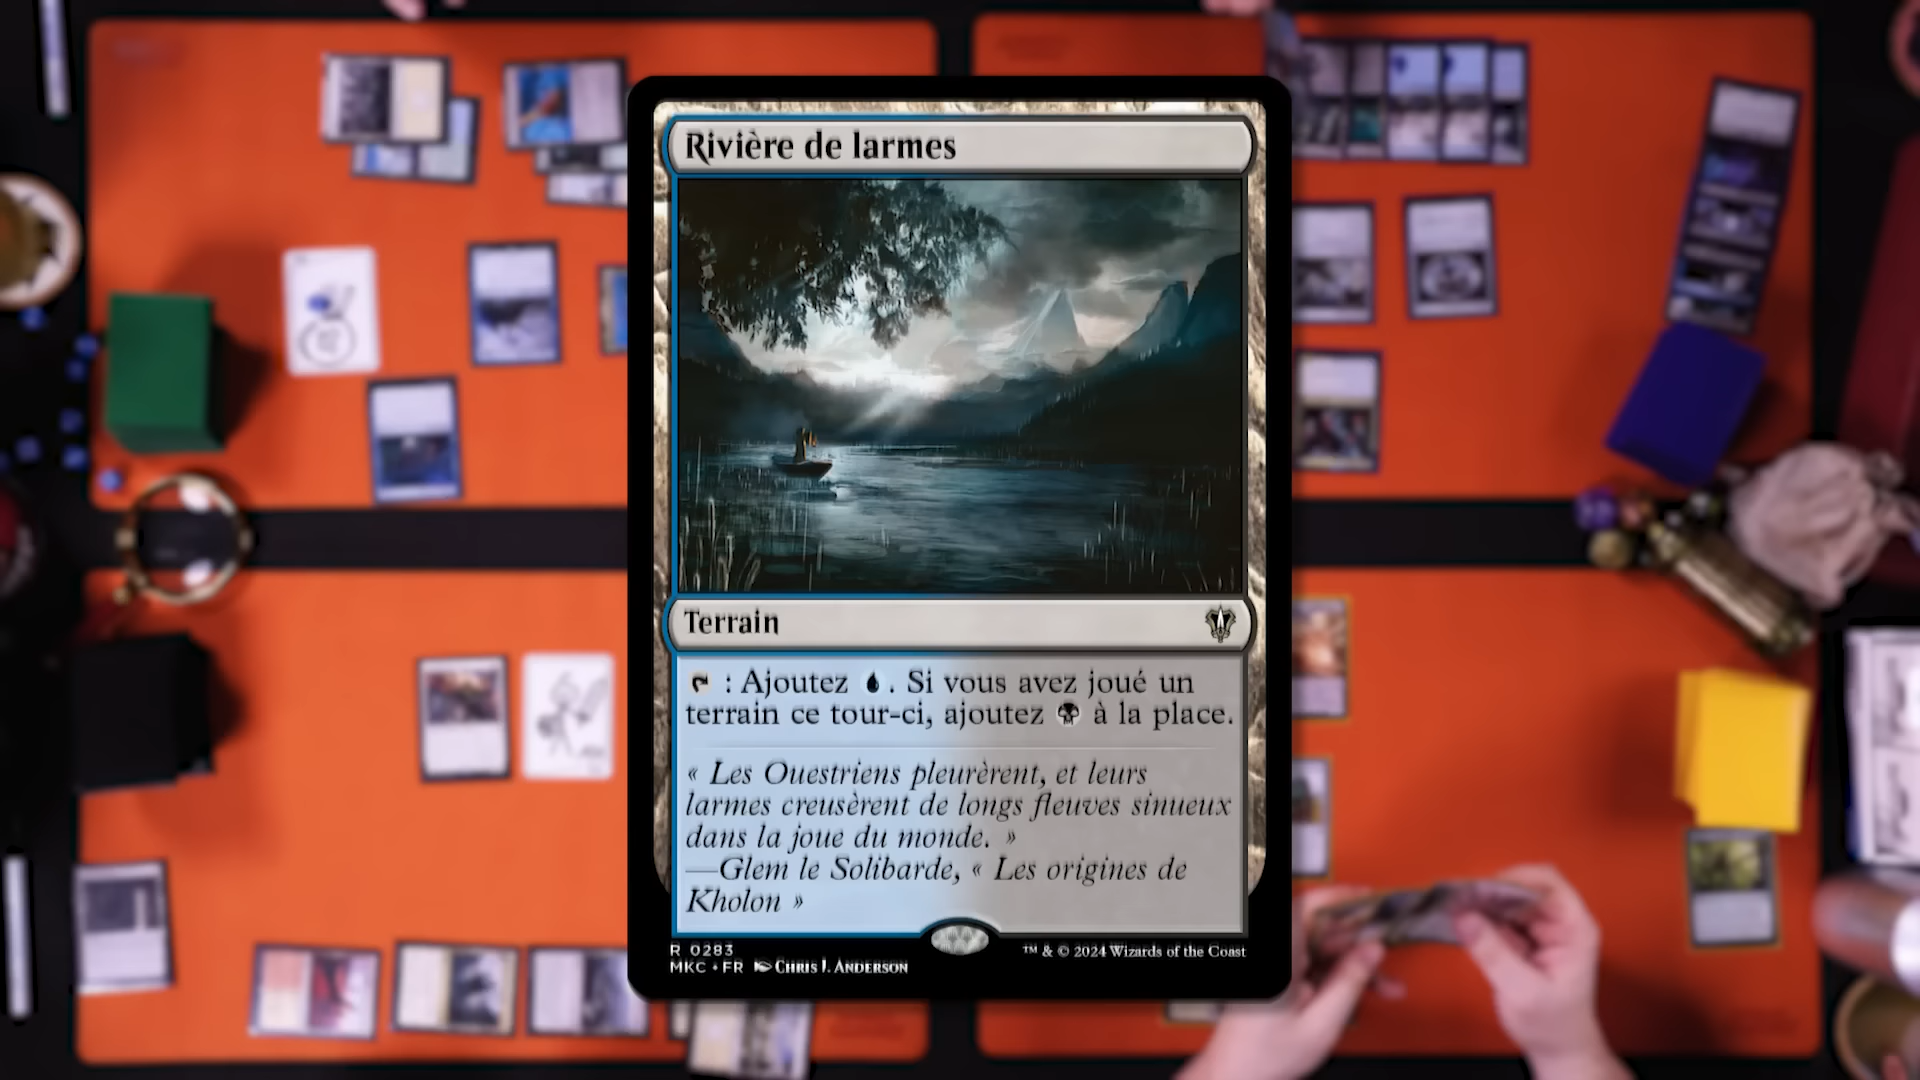 Rivière de larmes
Terrain
: Ajoutez . Si vous avez joué un
terrain ce tour-ci, ajoutez à la place.
« Les Ouestriens pleurèrent, et leurs
larmes creusèrent de longs fleuves sinueux
dans la joue du monde. »
—Glem le Solibarde, « Les origines de
Kholon »
R 0283
MKC • FR Chris J. Anderson
™ & © 2024 Wizards of the Coast